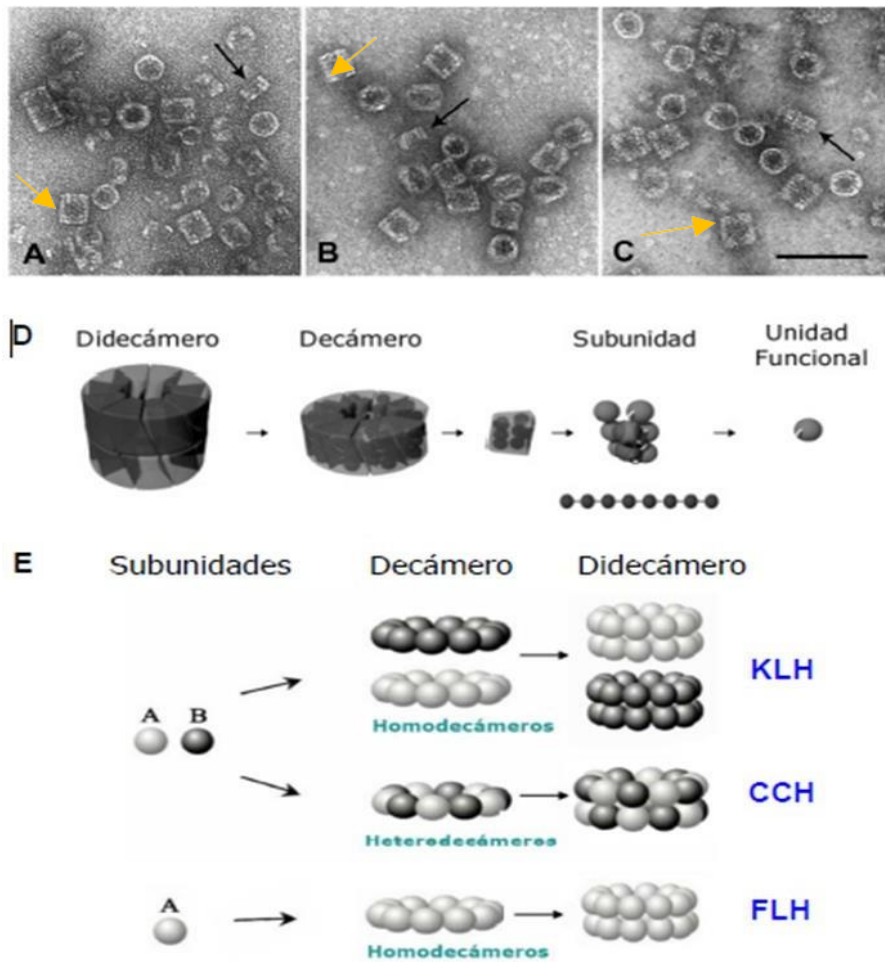 A
B
C
D
Didecámero
Decámero
Subunidad
Unidad
Funcional
E
Subunidades
Decámero
Didecámero
A B
Homodecámeros
KLH
Heterodecámeros
CCH
A
Homodecámeros
FLH